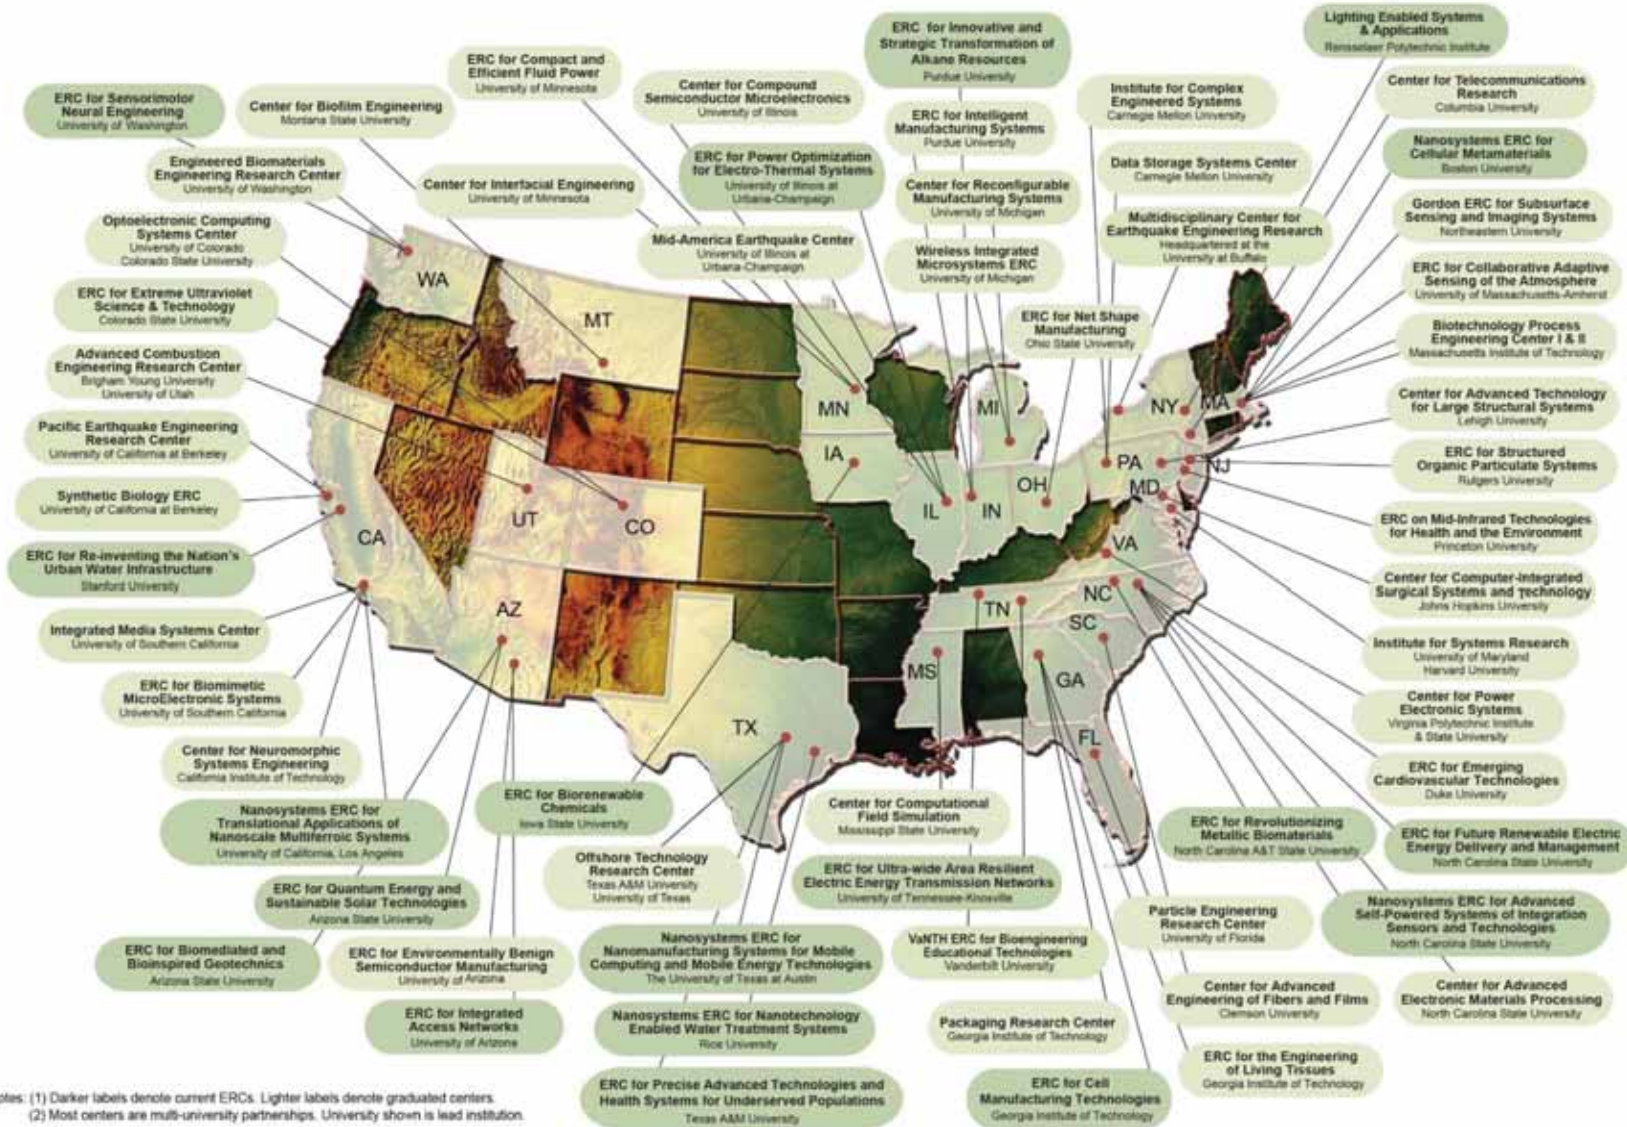 ERC for Sensorimotor
Neural Engineering
University of Washington
Center for Biofilm Engineering
Montana State University
ERC for Compact and
Efficient Fluid Power
University of Minnesota
Center for Compound
Semiconductor Microelectronics
University of Illinois
ERC for Innovative and
Strategic Transformation of
Alkane Resources
Purdue University
Institute for Complex
Engineered Systems
Carnegie Mellon University
Lighting Enabled Systems
& Applications
Rensselaer Polytechnic Institute
Center for Telecommunications
Research
Columbia University
Engineered Biomaterials
Engineering Research Center
University of Washington
Center for Interfacial Engineering
University of Minnesota
ERC for Power Optimization
for Electro-Thermal Systems
University of Illinois at
Urbana-Champaign
ERC for Intelligent
Manufacturing Systems
Purdue University
Data Storage Systems Center
Carnegie Mellon University
Nanosystems ERC for
Cellular Metamaterials
Boston University
Optoelectronic Computing
Systems Center
University of Colorado
Colorado State University
Mid-America Earthquake Center
University of Illinois at
Urbana-Champaign
Center for Reconfigurable
Manufacturing Systems
University of Michigan
Multidisciplinary Center for
Earthquake Engineering Research
Headquartered at the
University at Buffalo
Gordon ERC for Subsurface
Sensing and Imaging Systems
Northeastern University
Wireless Integrated
Microsystems ERC
University of Michigan
ERC for Collaborative Adaptive
Sensing of the Atmosphere
University of Massachusetts-Amherst
ERC for Extreme Ultraviolet
Science & Technology
Colorado State University
ERC for Net Shape
Manufacturing
Ohio State University
Biotechnology Process
Engineering Center I & II
Massachusetts Institute of Technology
Advanced Combustion
Engineering Research Center
Brigham Young University
University of Utah
Center for Advanced Technology
for Large Structural Systems
Lehigh University
Pacific Earthquake Engineering
Research Center
University of California at Berkeley
ERC for Structured
Organic Particulate Systems
Rutgers University
Synthetic Biology ERC
University of California at Berkeley
ERC on Mid-Infrared Technologies
for Health and the Environment
Princeton University
ERC for Re-inventing the Nation's
Urban Water Infrastructure
Stanford University
Center for Computer-Integrated
Surgical Systems and Technology
Johns Hopkins University
Integrated Media Systems Center
University of Southern California
Institute for Systems Research
University of Maryland
Harvard University
ERC for Biomimetic
MicroElectronic Systems
University of Southern California
Center for Power
Electronic Systems
Virginia Polytechnic Institute
& State University
Center for Neuromorphic
Systems Engineering
California Institute of Technology
ERC for Emerging
Cardiovascular Technologies
Duke University
WA
MT
MN
MI
NY
MA
IA
PA
NJ
OH
MD
IL
IN
UT
CO
CA
VA
AZ
TN
NC
SC
MS
GA
TX
FL
Nanosystems ERC for
Translational Applications of
Nanoscale Multiferroic Systems
University of California, Los Angeles
ERC for Biorenewable
Chemicals
Iowa State University
Center for Computational
Field Simulation
Mississippi State University
ERC for Revolutionizing
Metallic Biomaterials
North Carolina A&T State University
ERC for Future Renewable Electric
Energy Delivery and Management
North Carolina State University
Offshore Technology
Research Center
Texas A&M University
University of Texas
ERC for Ultra-wide Area Resilient
Electric Energy Transmission Networks
University of Tennessee-Knoxville
ERC for Quantum Energy and
Sustainable Solar Technologies
Arizona State University
Particle Engineering
Research Center
University of Florida
Nanosystems ERC for Advanced
Self-Powered Systems of Integration
Sensors and Technologies
North Carolina State University
ERC for Biomediated and
Bioinspired Geotechnics
Arizona State University
ERC for Environmentally Benign
Semiconductor Manufacturing
University of Arizona
Nanosystems ERC for
Nanomanufacturing Systems for Mobile
Computing and Mobile Energy Technologies
The University of Texas at Austin
VaNTH ERC for Bioengineering
Educational Technologies
Vanderbilt University
Center for Advanced
Engineering of Fibers and Films
Clemson University
Center for Advanced
Electronic Materials Processing
North Carolina State University
ERC for Integrated
Access Networks
University of Arizona
Nanosystems ERC for Nanotechnology
Enabled Water Treatment Systems
Rice University
Packaging Research Center
Georgia Institute of Technology
ERC for the Engineering
of Living Tissues
Georgia Institute of Technology
ERC for Precise Advanced Technologies and
Health Systems for Underserved Populations
Texas A&M University
ERC for Cell
Manufacturing Technologies
Georgia Institute of Technology
otes: (1) Darker labels denote current ERCs. Lighter labels denote graduated centers.
(2) Most centers are multi-university partnerships. University shown is lead institution.